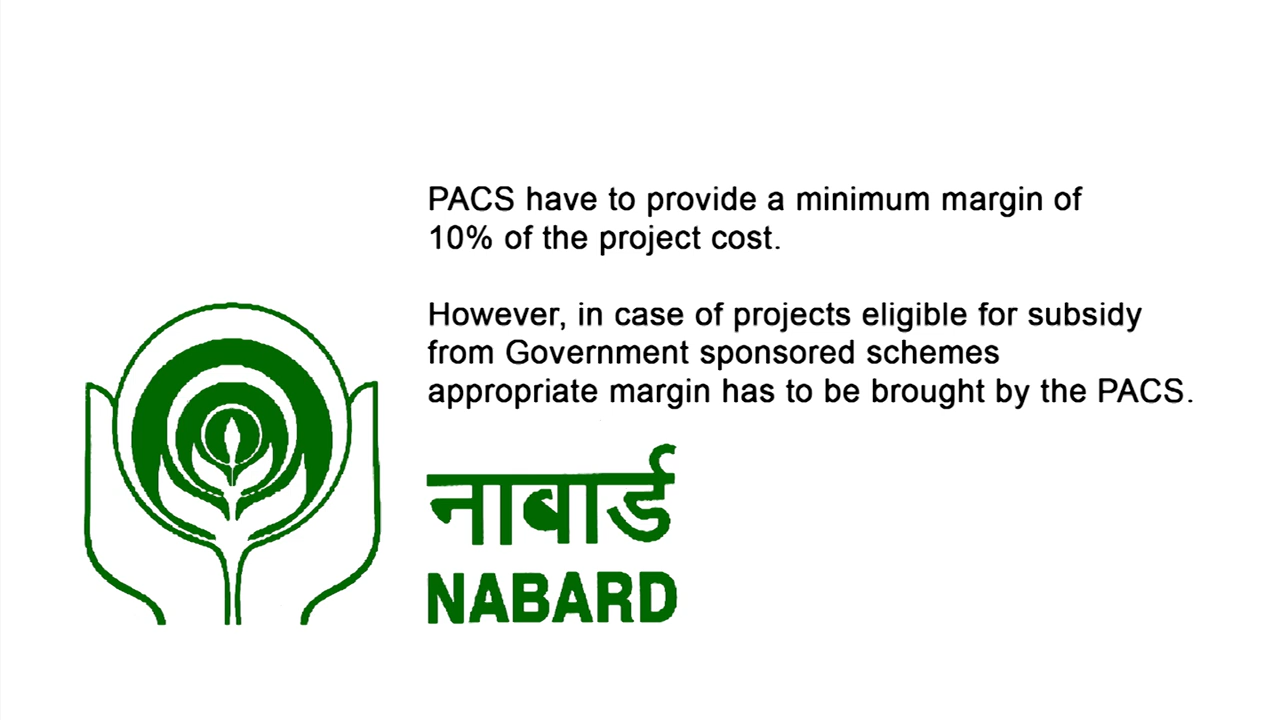 PACS have to provide a minimum margin of
10% of the project cost.
However, in case of projects eligible for subsidy
from Government sponsored schemes
appropriate margin has to be brought by the PACS.
नाबार्ड
NABARD